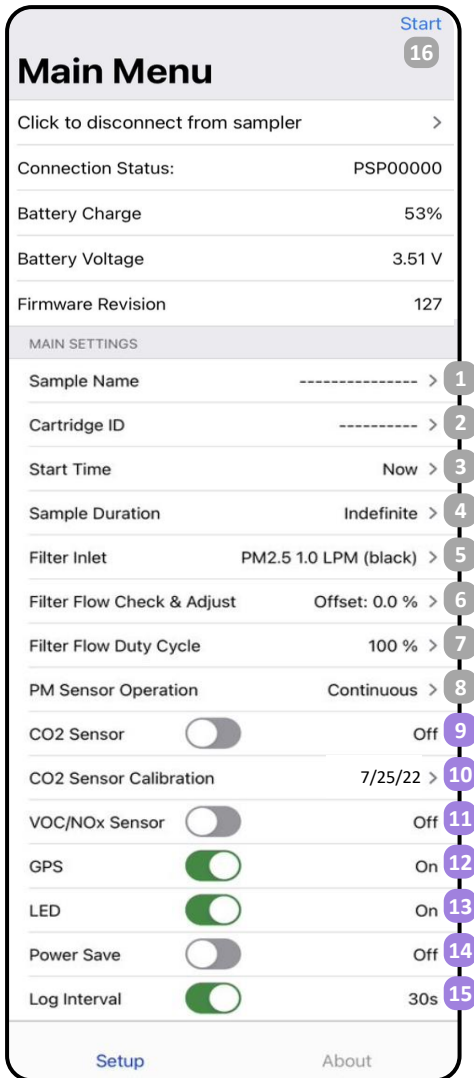 Start
16
Main Menu
Click to disconnect from sampler >
Connection Status: PSP00000
Battery Charge 53%
Battery Voltage 3.51 V
Firmware Revision 127
MAIN SETTINGS
Sample Name --------------- > 1
Cartridge ID ---------- > 2
Start Time Now > 3
Sample Duration Indefinite > 4
Filter Inlet PM2.5 1.0 LPM (black) > 5
Filter Flow Check & Adjust Offset: 0.0 % > 6
Filter Flow Duty Cycle 100 % > 7
PM Sensor Operation Continuous > 8
CO2 Sensor Off 9
CO2 Sensor Calibration 7/25/22 > 10
VOC/NOx Sensor Off 11
GPS On 12
LED On 13
Power Save Off 14
Log Interval 30s 15
Setup About